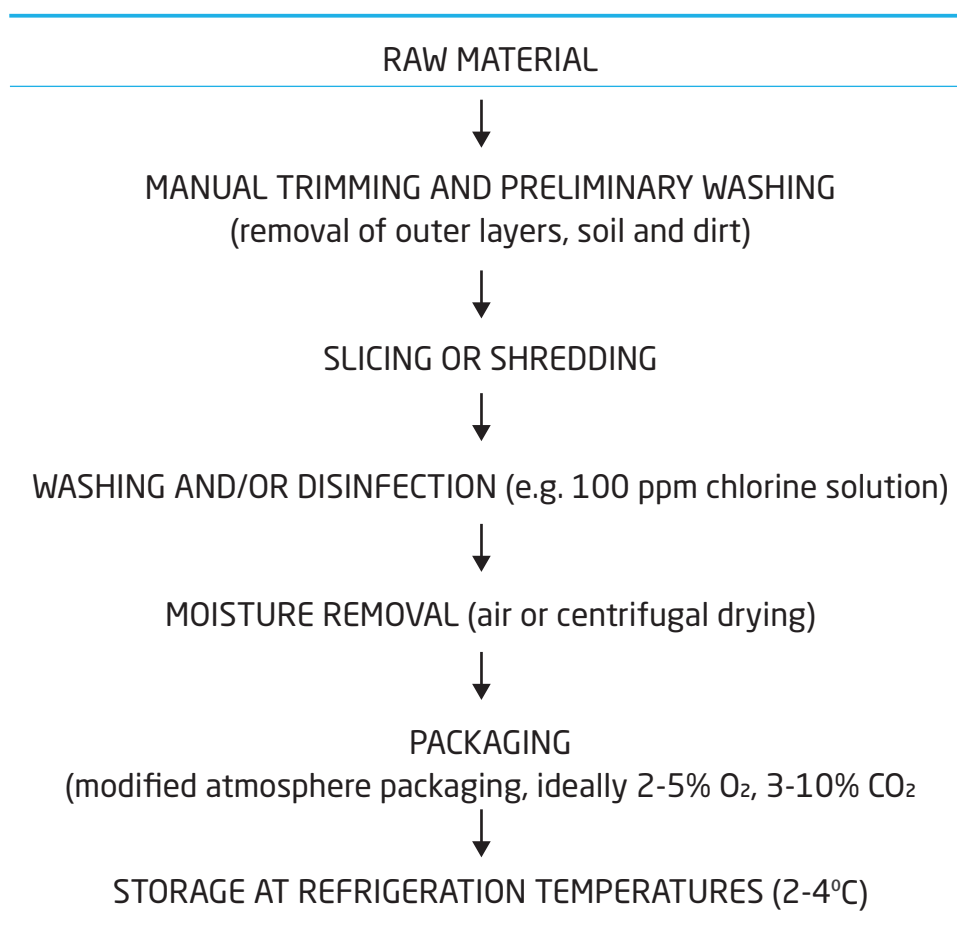 RAW MATERIAL
MANUAL TRIMMING AND PRELIMINARY WASHING
(removal of outer layers, soil and dirt)
SLICING OR SHREDDING
WASHING AND/OR DISINFECTION (e.g. 100 ppm chlorine solution)
MOISTURE REMOVAL (air or centrifugal drying)
PACKAGING
(modified atmosphere packaging, ideally 2-5% O₂, 3-10% CO₂
STORAGE AT REFRIGERATION TEMPERATURES (2-4⁰C)